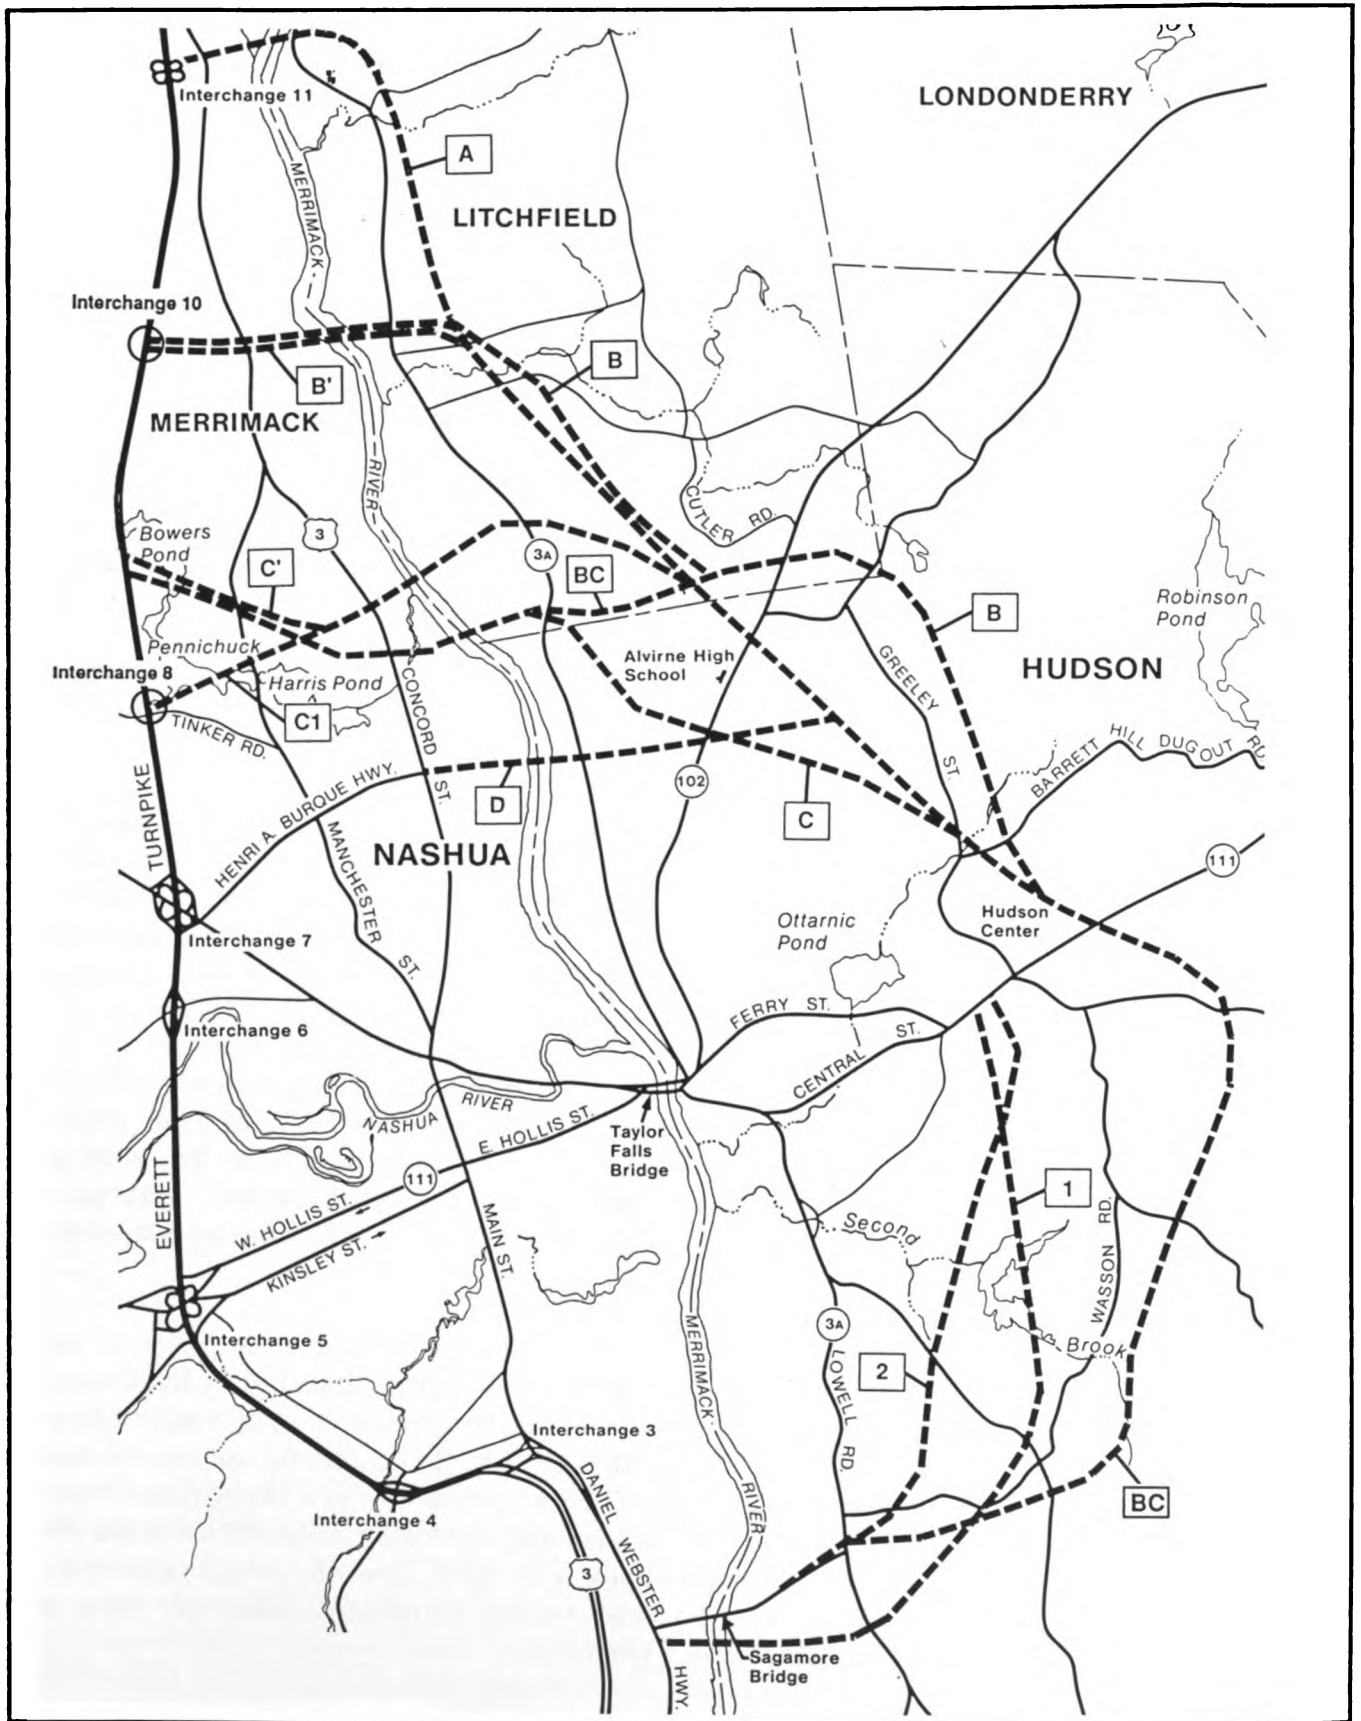 LONDONDERRY
Interchange 11
A
MERRIMACK
LITCHFIELD
Interchange 10
B
B'
MERRIMACK
RIVER
CUTLER RD.
3
Bowers
Pond
3A
C'
BC
B
Robinson
Pond
Pennichuck
Alvirne High
School
HUDSON
GREELEY ST.
Interchange 8
Harris Pond
CONCORD ST.
C1
TINKER RD.
BARRETT HILL DUGOUT RD.
102
D
C
TURNPIKE
HENRI A. BURQUE HWY.
MANCHESTER ST.
NASHUA
111
Ottarnic
Pond
Hudson
Center
Interchange 7
Interchange 6
FERRY ST.
CENTRAL ST.
NASHUA RIVER
E. HOLLIS ST.
Taylor
Falls
Bridge
EVERETT
111
1
W. HOLLIS ST.
KINSLEY ST.
MAIN ST.
Second
WASSON RD.
Brook
3A
LOWELL RD.
Interchange 5
MERRIMACK
RIVER
2
Interchange 3
BC
Interchange 4
DANIEL WEBSTER HWY.
3
Sagamore
Bridge